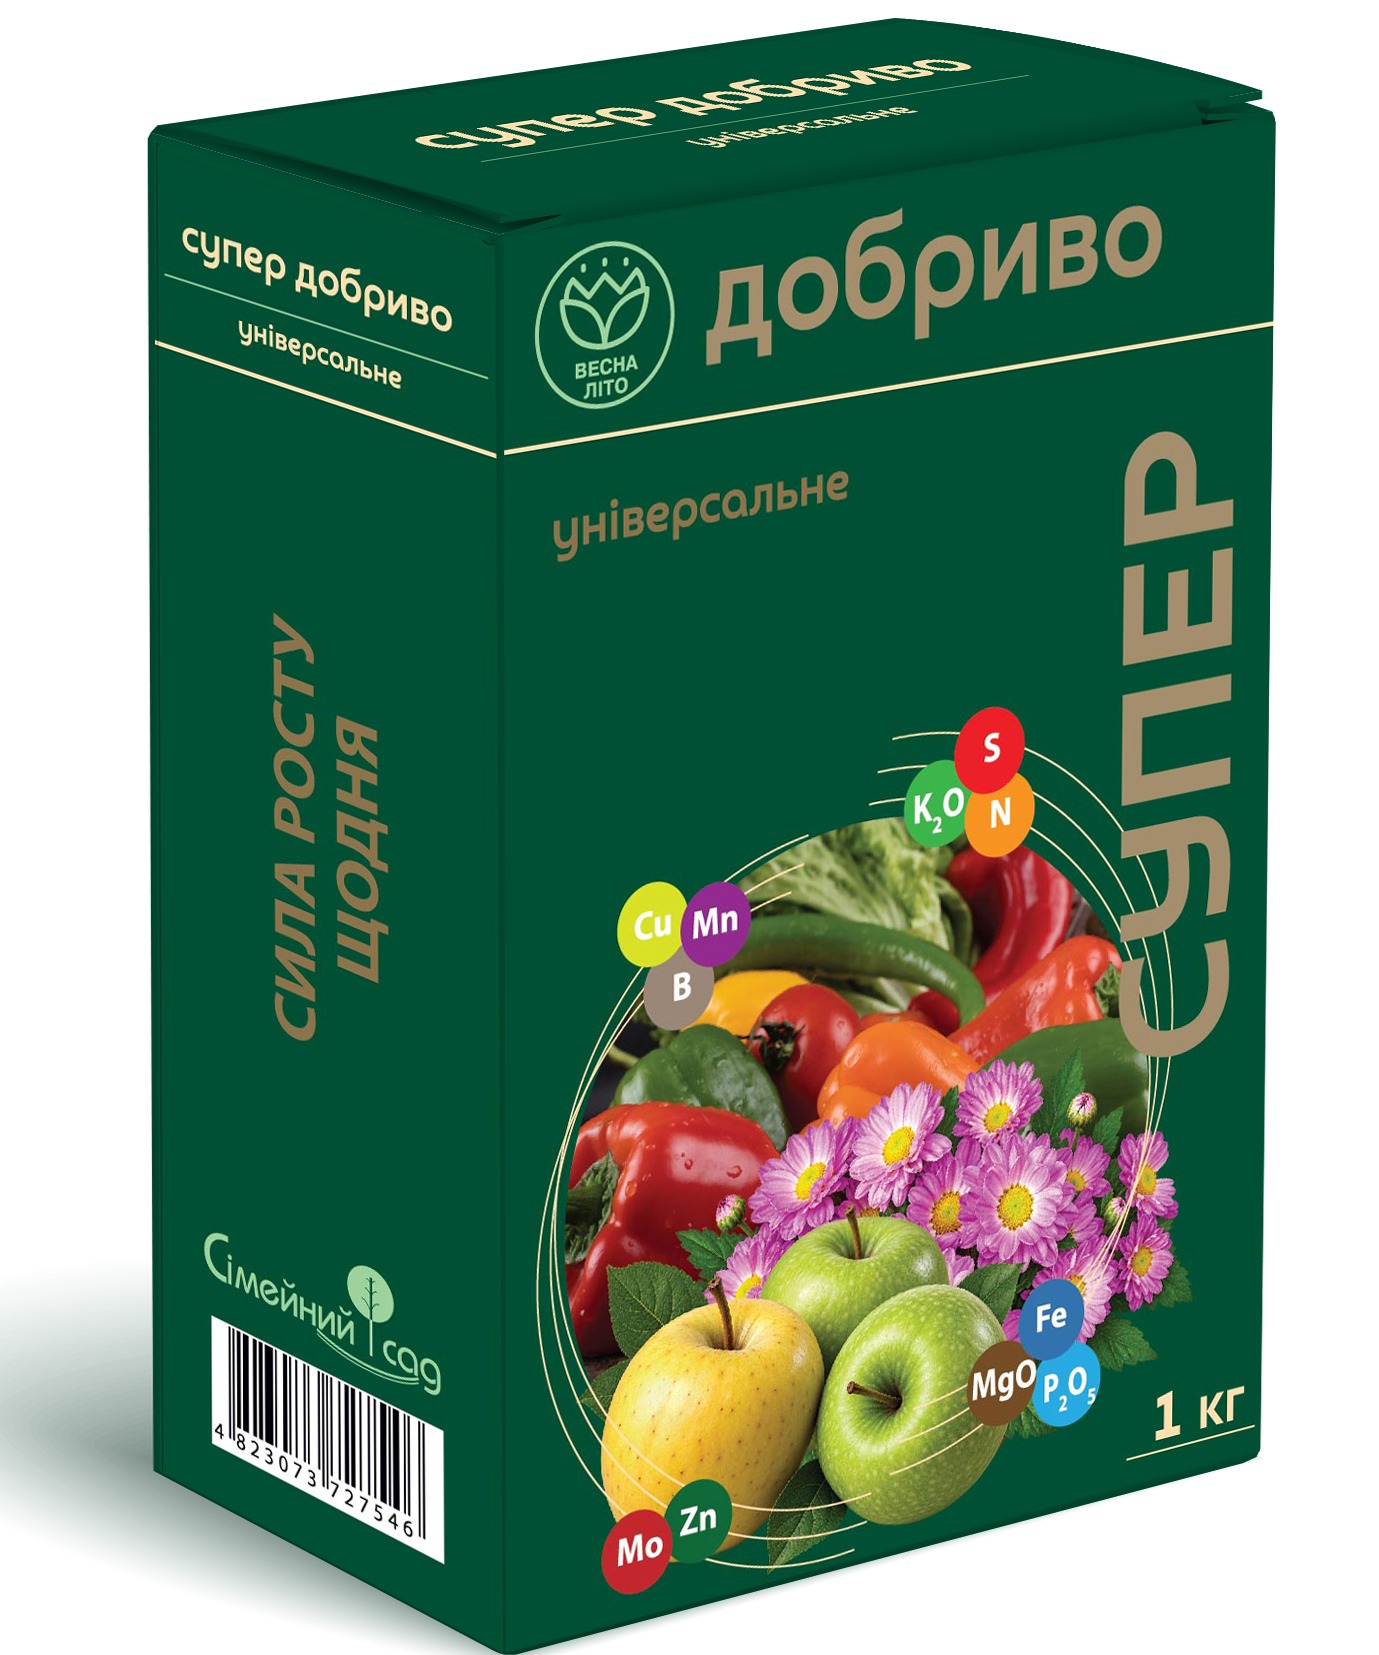 супер добриво
універсальне
супер добриво
універсальне
СИЛА РОСТУ
ЩОДНЯ
Сімейний сад
4 823073 727546
ВЕСНА
ЛІТО
добриво
універсальне
СУПЕР
S
K₂O
N
Cu
Mn
B
Fe
MgO
P₂O₅
Mo
Zn
1 кг